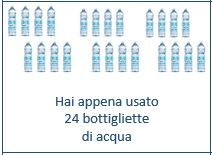 Hai appena usato
24 bottigliette
di acqua